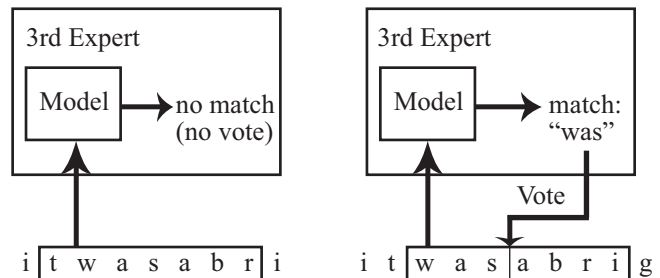 3rd Expert
Model
no match
(no vote)
i t w a s a b r i
3rd Expert
Model
match:
“was”
Vote
i t w a s a b r i g